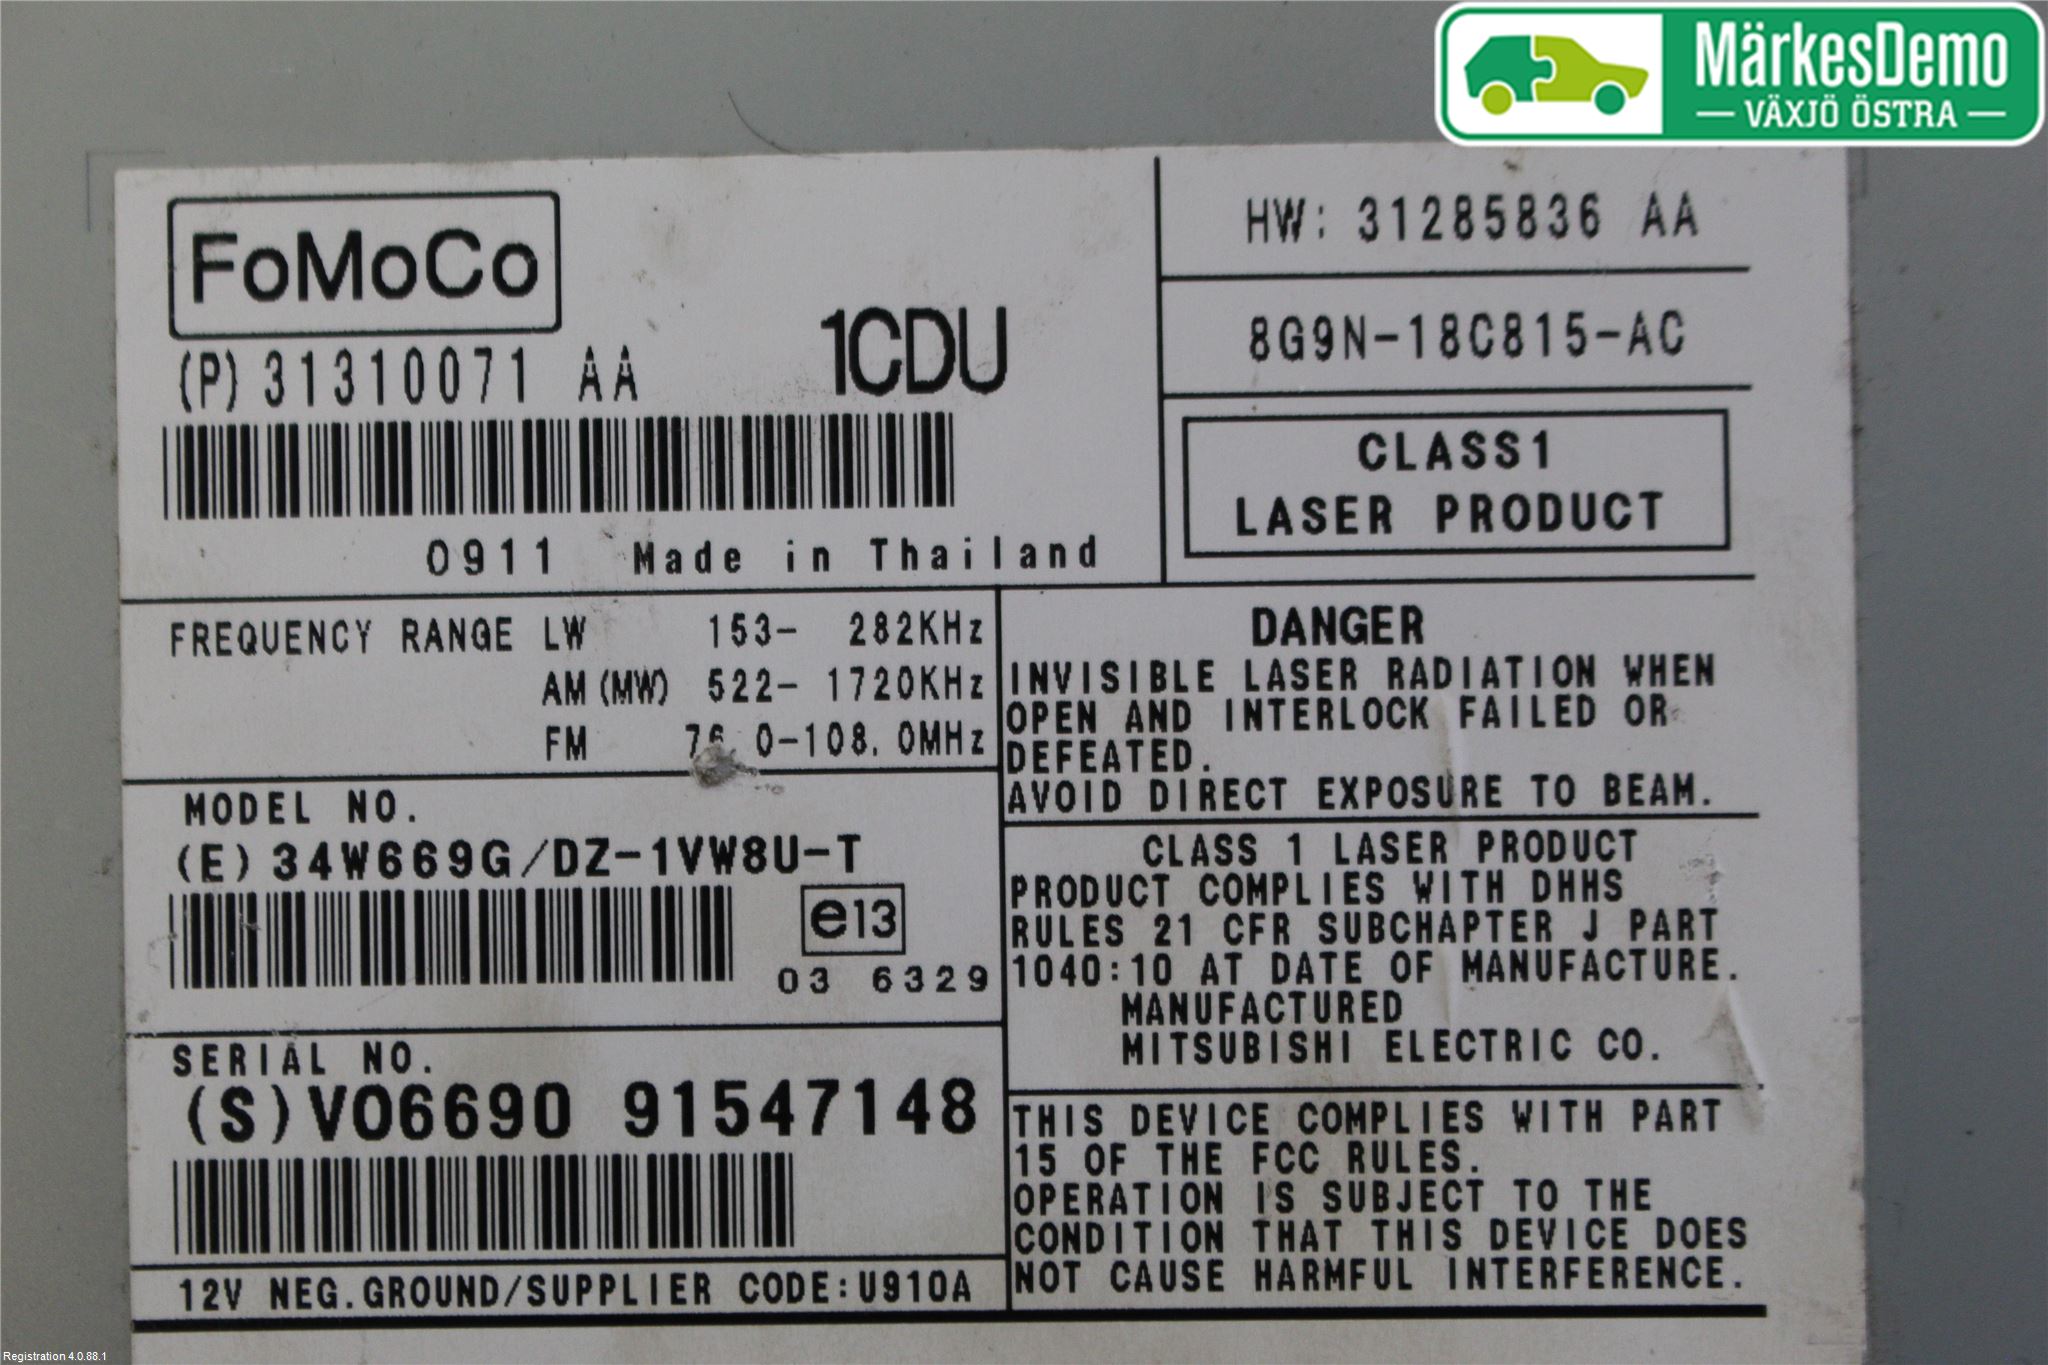 MärkesDemo
VÄXJÖ ÖSTRA
FoMoCo
1CDU
(P) 31310071 AA
0911 Made in Thailand
HW: 31285836 AA
8G9N-18C815-AC
CLASS1
LASER PRODUCT
FREQUENCY RANGE LW 153- 282KHz
AM (MW) 522- 1720KHz
FM 76.0-108.0MHz
MODEL NO.
(E) 34W669G/DZ-1VW8U-T
e13
03 6329
SERIAL NO.
(S) VO6690 91547148
12V NEG.GROUND/SUPPLIER CODE:U910A
DANGER
INVISIBLE LASER RADIATION WHEN
OPEN AND INTERLOCK FAILED OR
DEFEATED.
AVOID DIRECT EXPOSURE TO BEAM.
CLASS 1 LASER PRODUCT
PRODUCT COMPLIES WITH DHHS
RULES 21 CFR SUBCHAPTER J PART
1040:10 AT DATE OF MANUFACTURE.
MANUFACTURED
MITSUBISHI ELECTRIC CO.
THIS DEVICE COMPLIES WITH PART
15 OF THE FCC RULES.
OPERATION IS SUBJECT TO THE
CONDITION THAT THIS DEVICE DOES
NOT CAUSE HARMFUL INTERFERENCE.
Registration 4.0.88.1